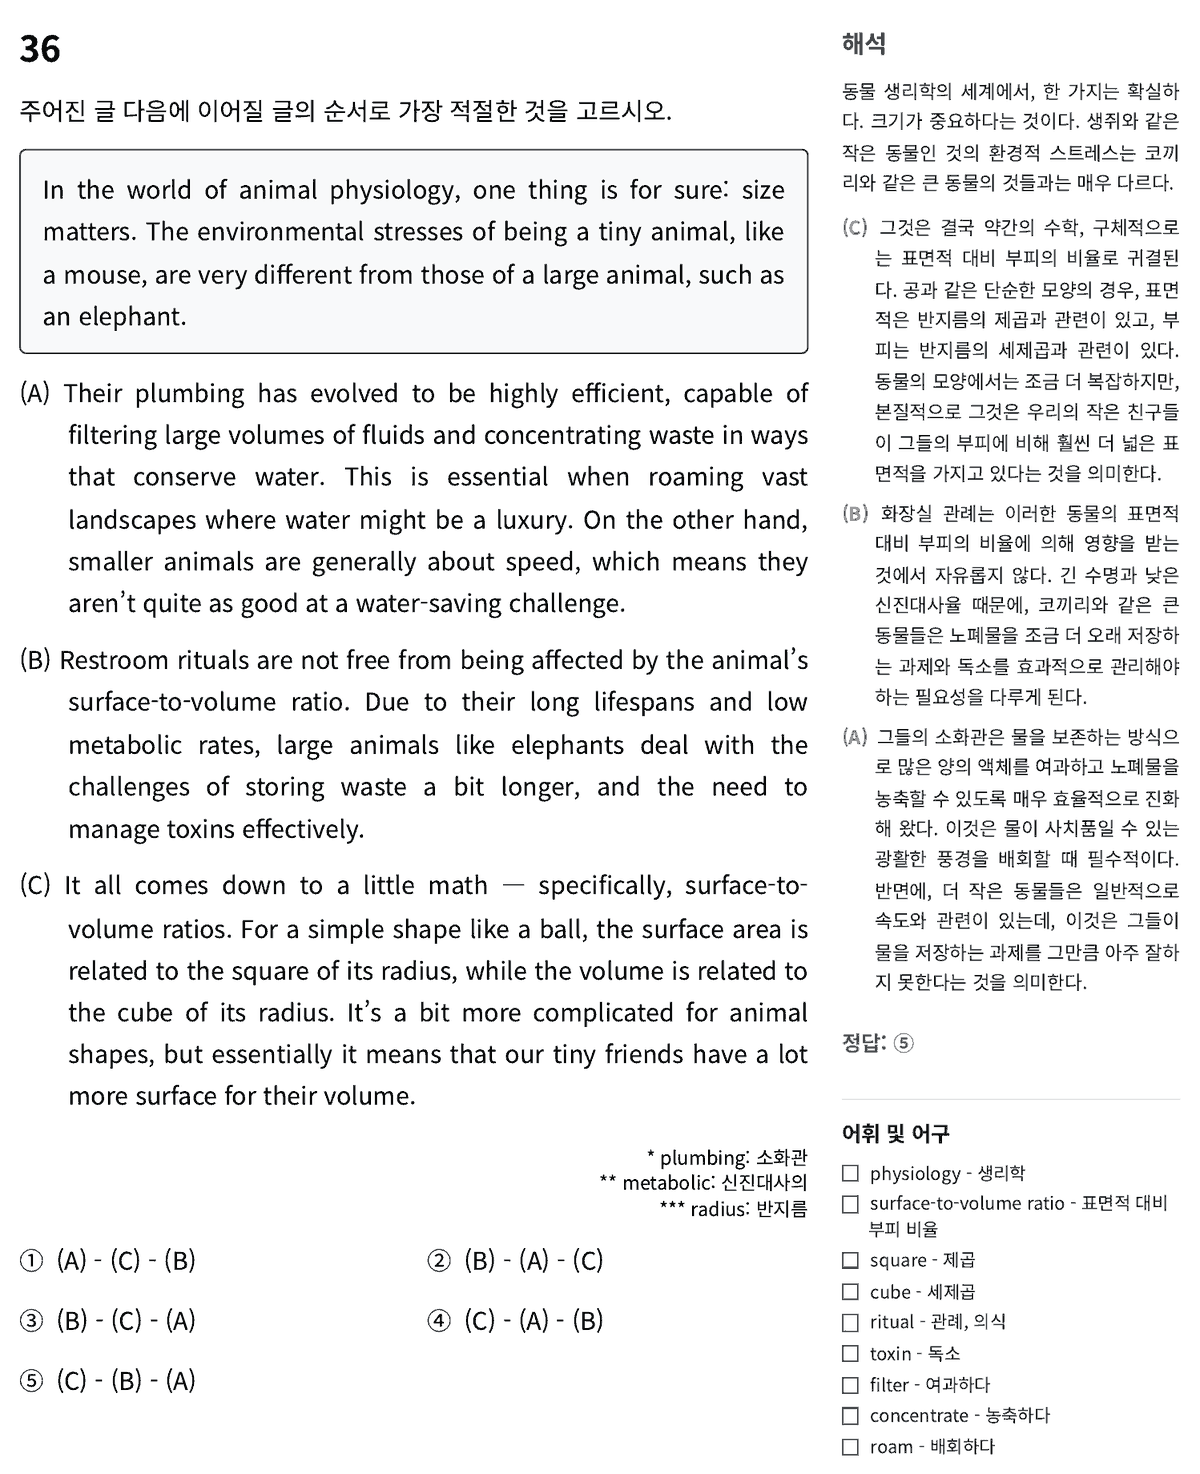 36
주어진 글 다음에 이어질 글의 순서로 가장 적절한 것을 고르시오.
In the world of animal physiology, one thing is for sure: size
matters. The environmental stresses of being a tiny animal, like
a mouse, are very different from those of a large animal, such as
an elephant.
(A) Their plumbing has evolved to be highly efficient, capable of
filtering large volumes of fluids and concentrating waste in ways
that conserve water. This is essential when roaming vast
landscapes where water might be a luxury. On the other hand,
smaller animals are generally about speed, which means they
aren’t quite as good at a water-saving challenge.
(B) Restroom rituals are not free from being affected by the animal’s
surface-to-volume ratio. Due to their long lifespans and low
metabolic rates, large animals like elephants deal with the
challenges of storing waste a bit longer, and the need to
manage toxins effectively.
(C) It all comes down to a little math — specifically, surface-to-
volume ratios. For a simple shape like a ball, the surface area is
related to the square of its radius, while the volume is related to
the cube of its radius. It’s a bit more complicated for animal
shapes, but essentially it means that our tiny friends have a lot
more surface for their volume.
* plumbing: 소화관
** metabolic: 신진대사의
*** radius: 반지름
① (A) - (C) - (B)
② (B) - (A) - (C)
③ (B) - (C) - (A)
④ (C) - (A) - (B)
⑤ (C) - (B) - (A)
해석
동물 생리학의 세계에서, 한 가지는 확실하
다. 크기가 중요하다는 것이다. 생쥐와 같은
작은 동물인 것의 환경적 스트레스는 코끼
리와 같은 큰 동물의 것들과는 매우 다르다.
(C) 그것은 결국 약간의 수학, 구체적으로
는 표면적 대비 부피의 비율로 귀결된
다. 공과 같은 단순한 모양의 경우, 표면
적은 반지름의 제곱과 관련이 있고, 부
피는 반지름의 세제곱과 관련이 있다.
동물의 모양에서는 조금 더 복잡하지만,
본질적으로 그것은 우리의 작은 친구들
이 그들의 부피에 비해 훨씬 더 넓은 표
면적을 가지고 있다는 것을 의미한다.
(B) 화장실 관례는 이러한 동물의 표면적
대비 부피의 비율에 의해 영향을 받는
것에서 자유롭지 않다. 긴 수명과 낮은
신진대사율 때문에, 코끼리와 같은 큰
동물들은 노폐물을 조금 더 오래 저장하
는 과제와 독소를 효과적으로 관리해야
하는 필요성을 다루게 된다.
(A) 그들의 소화관은 물을 보존하는 방식으
로 많은 양의 액체를 여과하고 노폐물을
농축할 수 있도록 매우 효율적으로 진화
해 왔다. 이것은 물이 사치품일 수 있는
광활한 풍경을 배회할 때 필수적이다.
반면에, 더 작은 동물들은 일반적으로
속도와 관련이 있는데, 이것은 그들이
물을 저장하는 과제를 그만큼 아주 잘하
지 못한다는 것을 의미한다.
정답: ⑤
어휘 및 어구
□ physiology - 생리학
□ surface-to-volume ratio - 표면적 대비
부피 비율
□ square - 제곱
□ cube - 세제곱
□ ritual - 관례, 의식
□ toxin - 독소
□ filter - 여과하다
□ concentrate - 농축하다
□ roam - 배회하다